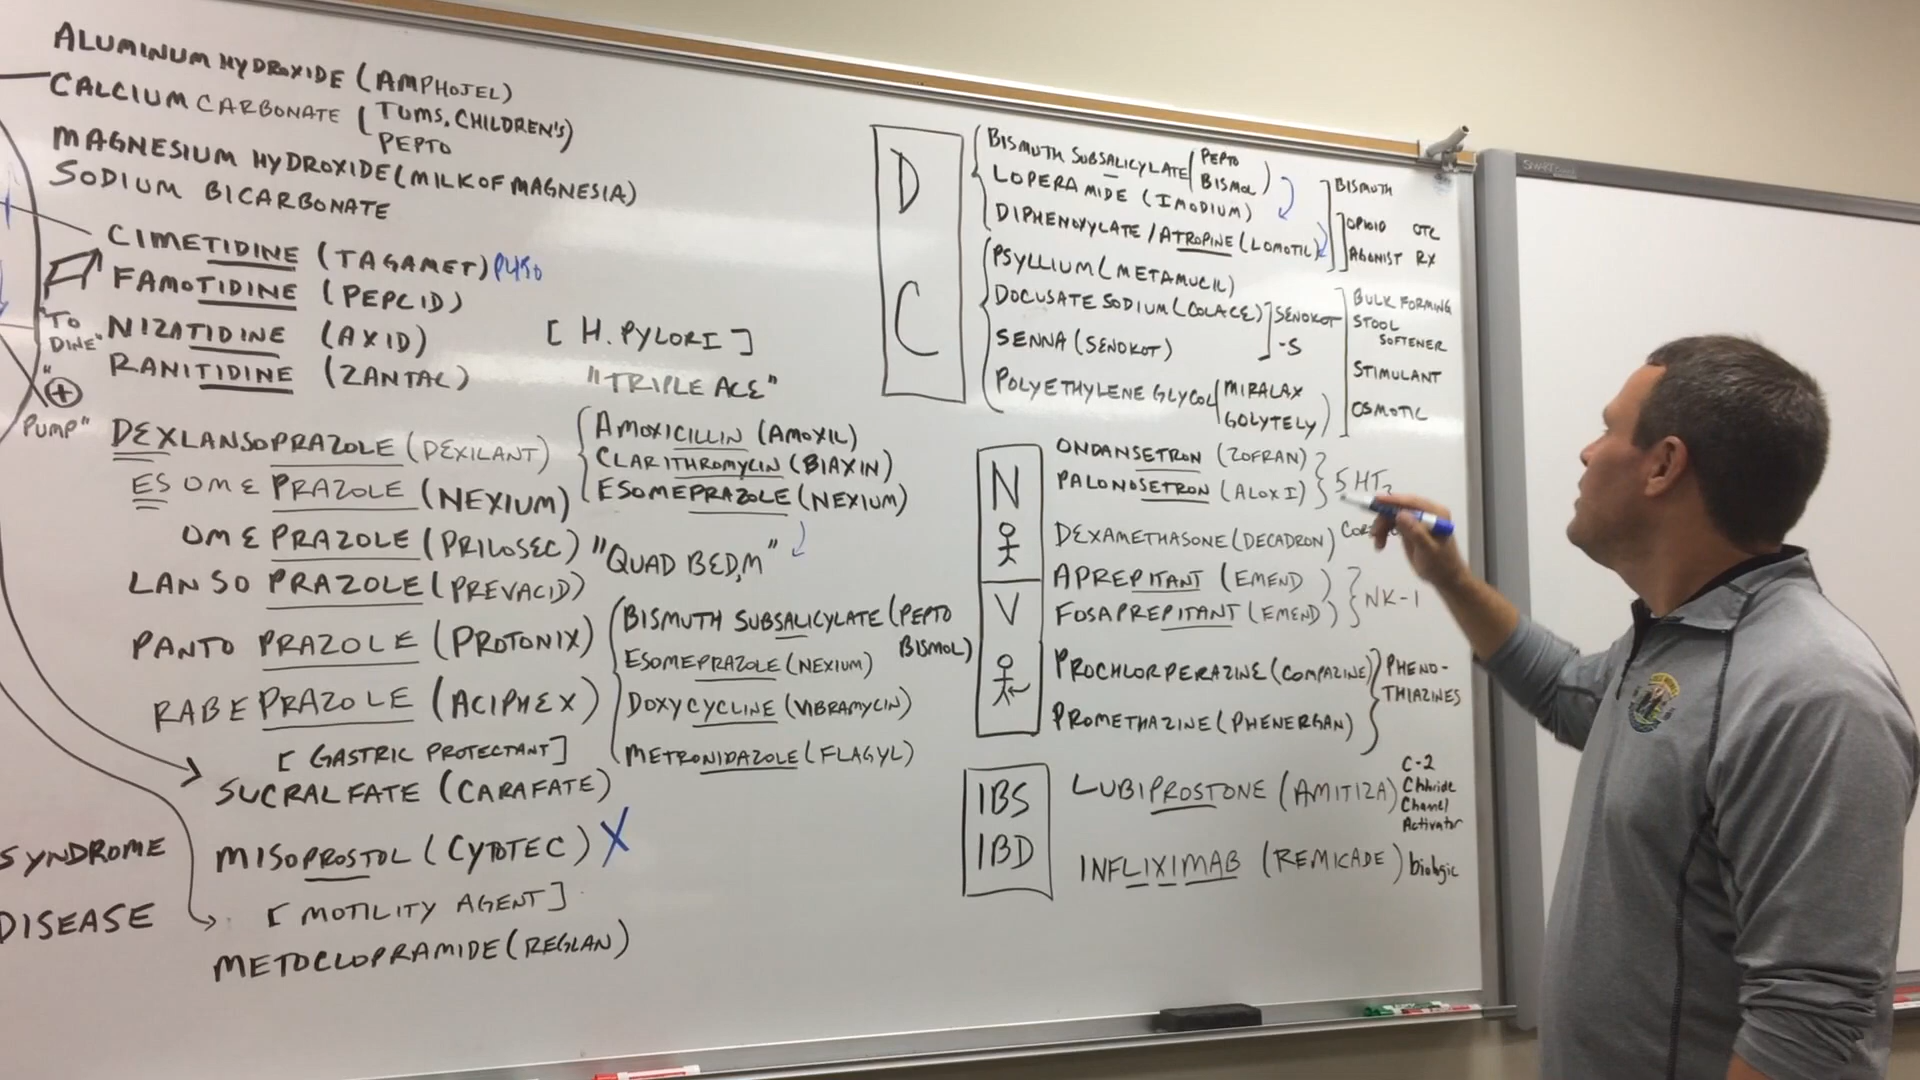 ALUMINUM HYDROXIDE (AMPHOJEL)
CALCIUM CARBONATE (TUMS, CHILDREN'S
PEPTO)
MAGNESIUM HYDROXIDE (MILK OF MAGNESIA)
SODIUM BICARBONATE
CIMETIDINE (TAGAMET) P450
FAMOTIDINE (PEPCID)
"TO
DINE"
NIZATIDINE (AXID)
RANITIDINE (ZANTAC)
"
+
PUMP"
DEXLANSOPRAZOLE (DEXILANT)
ESOMEPRAZOLE (NEXIUM)
OMEPRAZOLE (PRILOSEC)
LANSOPRAZOLE (PREVACID)
PANTOPRAZOLE (PROTONIX)
RABEPRAZOLE (ACIPHEX)
[GASTRIC PROTECTANT]
SUCRALFATE (CARAFATE)
SYNDROME
MISOPROSTOL (CYTOTEC) X
DISEASE
[MOTILITY AGENT]
METOCLOPRAMIDE (REGLAN)
[H. PYLORI]
"TRIPLE ACE"
AMOXICILLIN (AMOXIL)
CLARITHROMYCIN (BIAXIN)
ESOMEPRAZOLE (NEXIUM)
"QUAD BED,M"
BISMUTH SUBSALICYLATE (PEPTO
BISMOL)
ESOMEPRAZOLE (NEXIUM)
DOXYCYCLINE (VIBRAMYCIN)
METRONIDAZOLE (FLAGYL)
D
BISMUTH SUBSALICYLATE (PEPTO
BISMOL)
BISMUTH
LOPERAMIDE (IMODIUM)
OPIOID OTC
DIPHENOXYLATE/ATROPINE (LOMOTIL)
AGONIST RX
C
PSYLLIUM (METAMUCIL)
BULK FORMING
DOCUSATE SODIUM (COLACE)
SENOKOT
-S
STOOL
SOFTENER
SENNA (SENOKOT)
STIMULANT
POLYETHYLENE GLYCOL (MIRALAX
GOLYTELY)
OSMOTIC
N
ONDANSETRON (ZOFRAN)
PALONOSETRON (ALOXI)
5HT3
DEXAMETHASONE (DECADRON)
V
APREPITANT (EMEND)
FOSAPREPITANT (EMEND)
NK-1
PROCHLORPERAZINE (COMPAZINE)
PHENO-
THIAZINES
PROMETHAZINE (PHENERGAN)
IBS
LUBIPROSTONE (AMITIZA)
C-2
Chloride
Channel
Activator
IBD
INFLIXIMAB (REMICADE) biologic